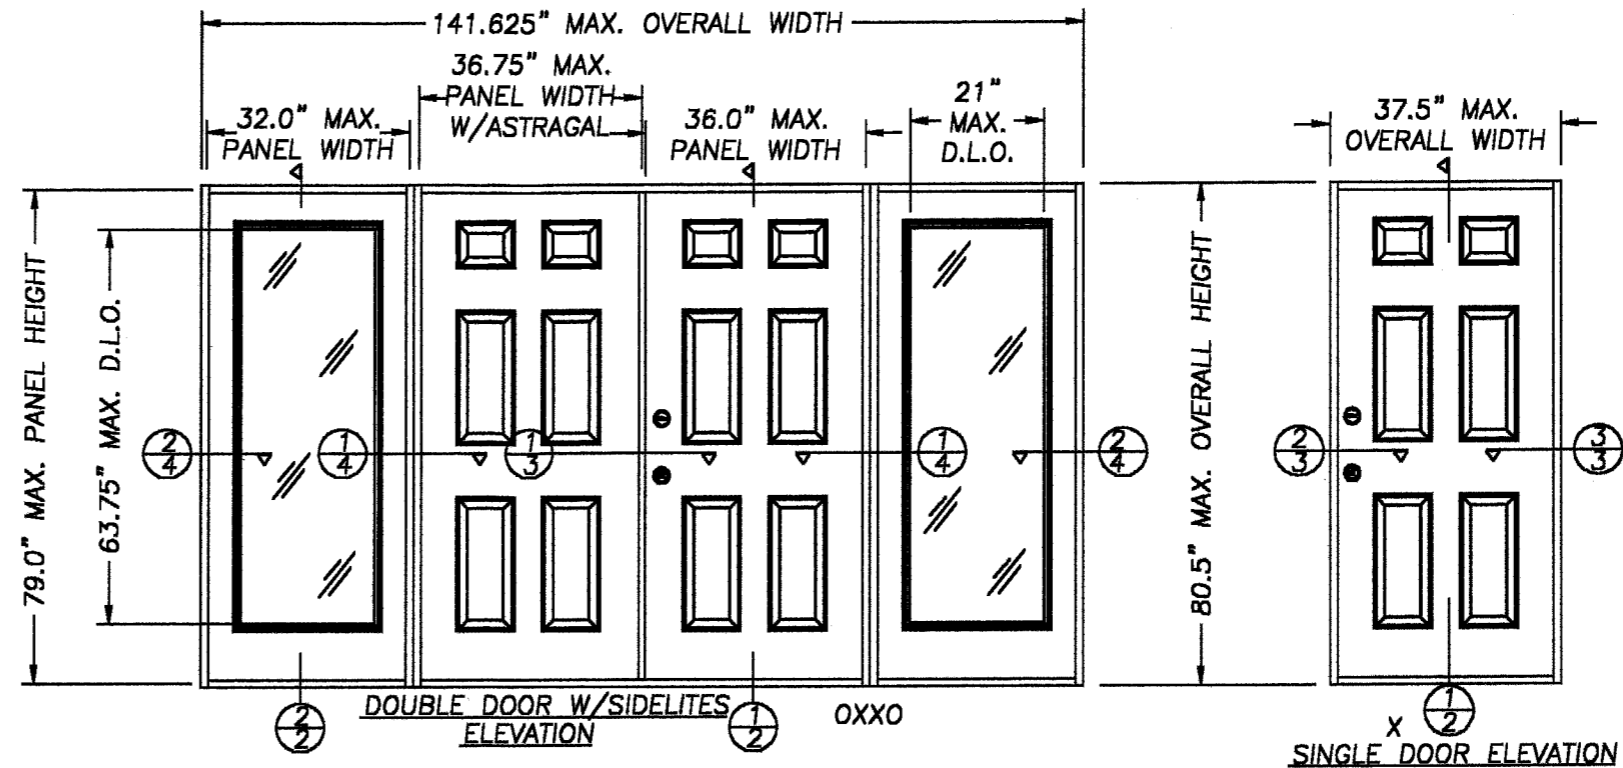 141.625" MAX. OVERALL WIDTH
36.75" MAX.
PANEL WIDTH
W/ASTRAGAL
32.0" MAX.
PANEL WIDTH
36.0" MAX.
PANEL WIDTH
21"
MAX.
D.L.O.
37.5" MAX.
OVERALL WIDTH
79.0" MAX. PANEL HEIGHT
63.75" MAX. D.L.O.
80.5" MAX. OVERALL HEIGHT
2
4
1
4
1
3
1
4
2
4
2
3
3
3
2
2
DOUBLE DOOR W/SIDELITES
ELEVATION
1
2
OXXO
X
1
2
SINGLE DOOR ELEVATION